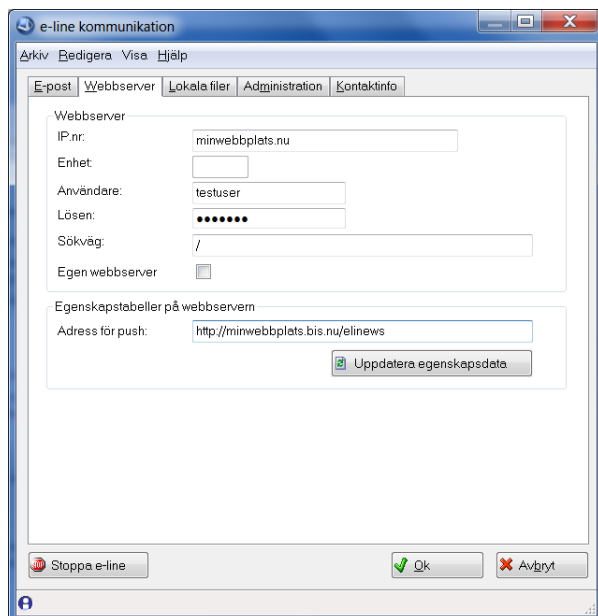 e-line kommunikation
Arkiv Redigera Visa Hjälp
E-post Webbserver Lokala filer Administration Kontaktinfo
Webbserver
IP.nr: minwebbplats.nu
Enhet:
Användare: testuser
Lösen: •••••••
Sökväg: /
Egen webbserver
Egenskapstabeller på webbservern
Adress för push: http://minwebbplats.bis.nu/elinews
Uppdatera egenskapsdata
Stoppa e-line Ok Avbryt